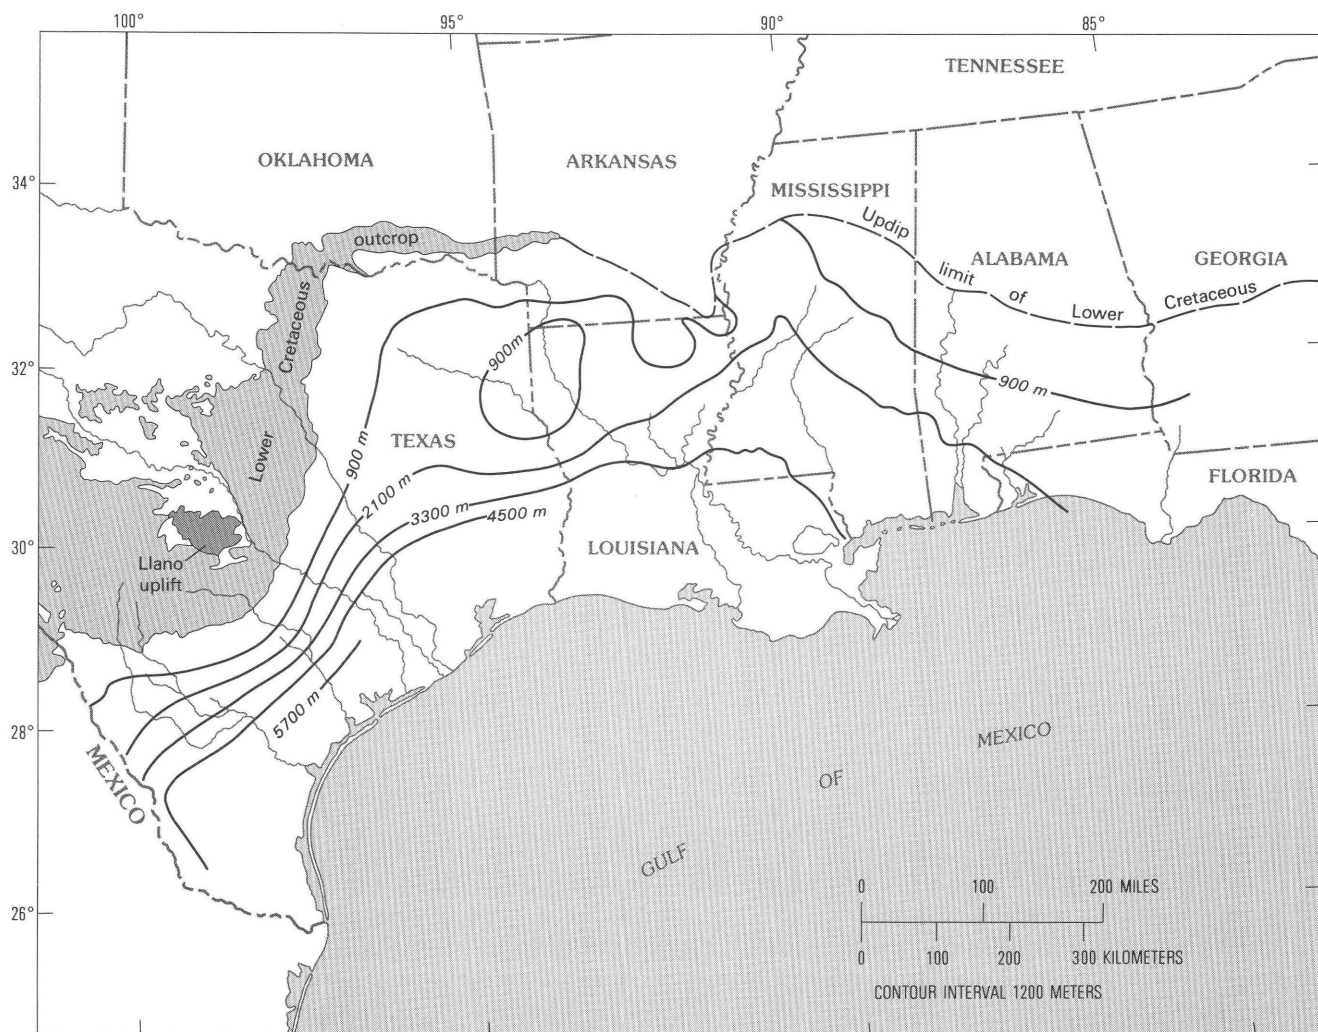 100°
95°
90°
85°
TENNESSEE
OKLAHOMA
ARKANSAS
34°
MISSISSIPPI
Updip
outcrop
limit
of
ALABAMA
Lower
Cretaceous
GEORGIA
Cretaceous
32°
900 m
900 m
TEXAS
900 m
Lower
2100 m
3300 m
4500 m
FLORIDA
30°
LOUISIANA
Llano
uplift
28°
5700 m
MEXICO
GULF
OF
MEXICO
26°
0
100
200 MILES
0
100
200
300 KILOMETERS
CONTOUR INTERVAL 1200 METERS